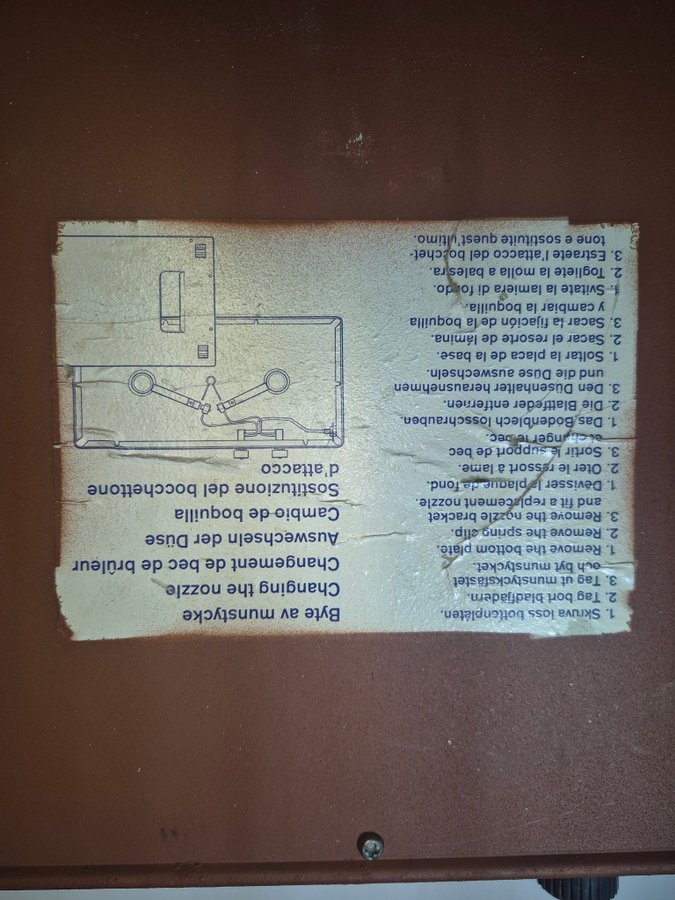 Byte av munstycke
Changing the nozzle
Changement de bec de brûleur
Auswechseln der Düse
Cambio de boquilla
Sostituzione del bocchettone
d'attacco
1. Skruva loss bottenplåten.
2. Tag bort bladfjädern.
3. Tag ut munstycksfästet
och byt munstycket.
1. Remove the bottom plate.
2. Remove the spring clip.
3. Remove the nozzle bracket
and fit a replacement nozzle.
1. Dévisser la plaque de fond.
2. Oter le ressort à lame.
3. Sortir le support de bec
et changer le bec.
1. Das Bodenblech losschrauben.
2. Die Blattfeder entfernen.
3. Den Düsenhalter herausnehmen
und die Düse auswechseln.
1. Soltar la placa de la base.
2. Sacar el resorte de lámina.
3. Sacar la fijación de la boquilla
y cambiar la boquilla.
1. Svitate la lamiera di fondo.
2. Togliete la molla a balestra.
3. Estraete l'attacco del bocchet-
tone e sostituite quest'ultimo.